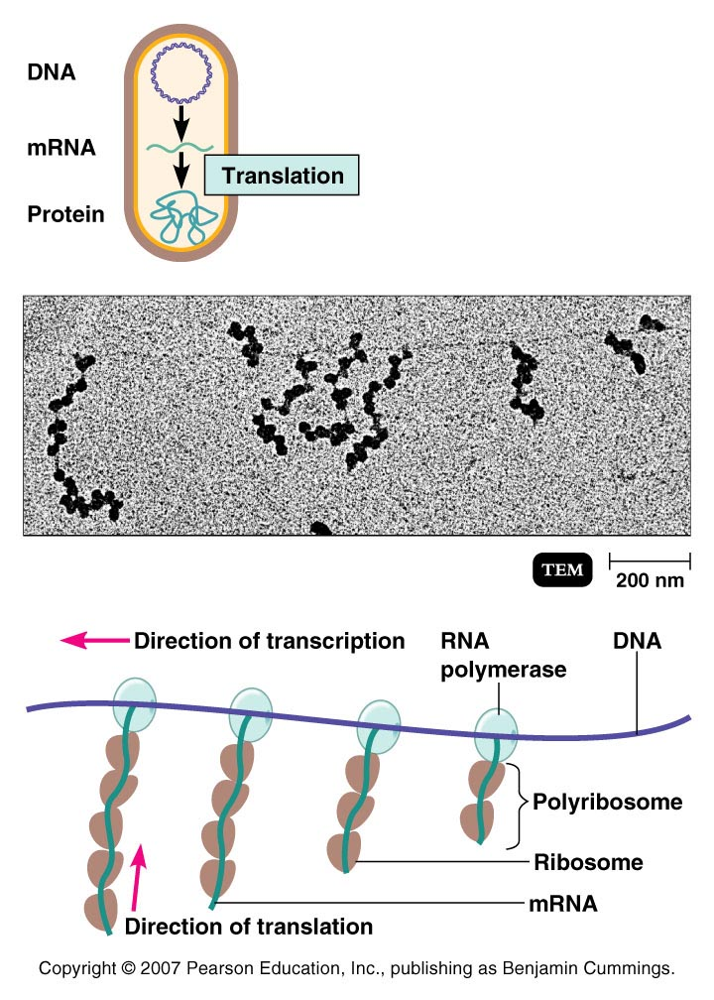 DNA
mRNA
Translation
Protein
TEM
200 nm
Direction of transcription
RNA
polymerase
DNA
Polyribosome
Ribosome
mRNA
Direction of translation
Copyright © 2007 Pearson Education, Inc., publishing as Benjamin Cummings.